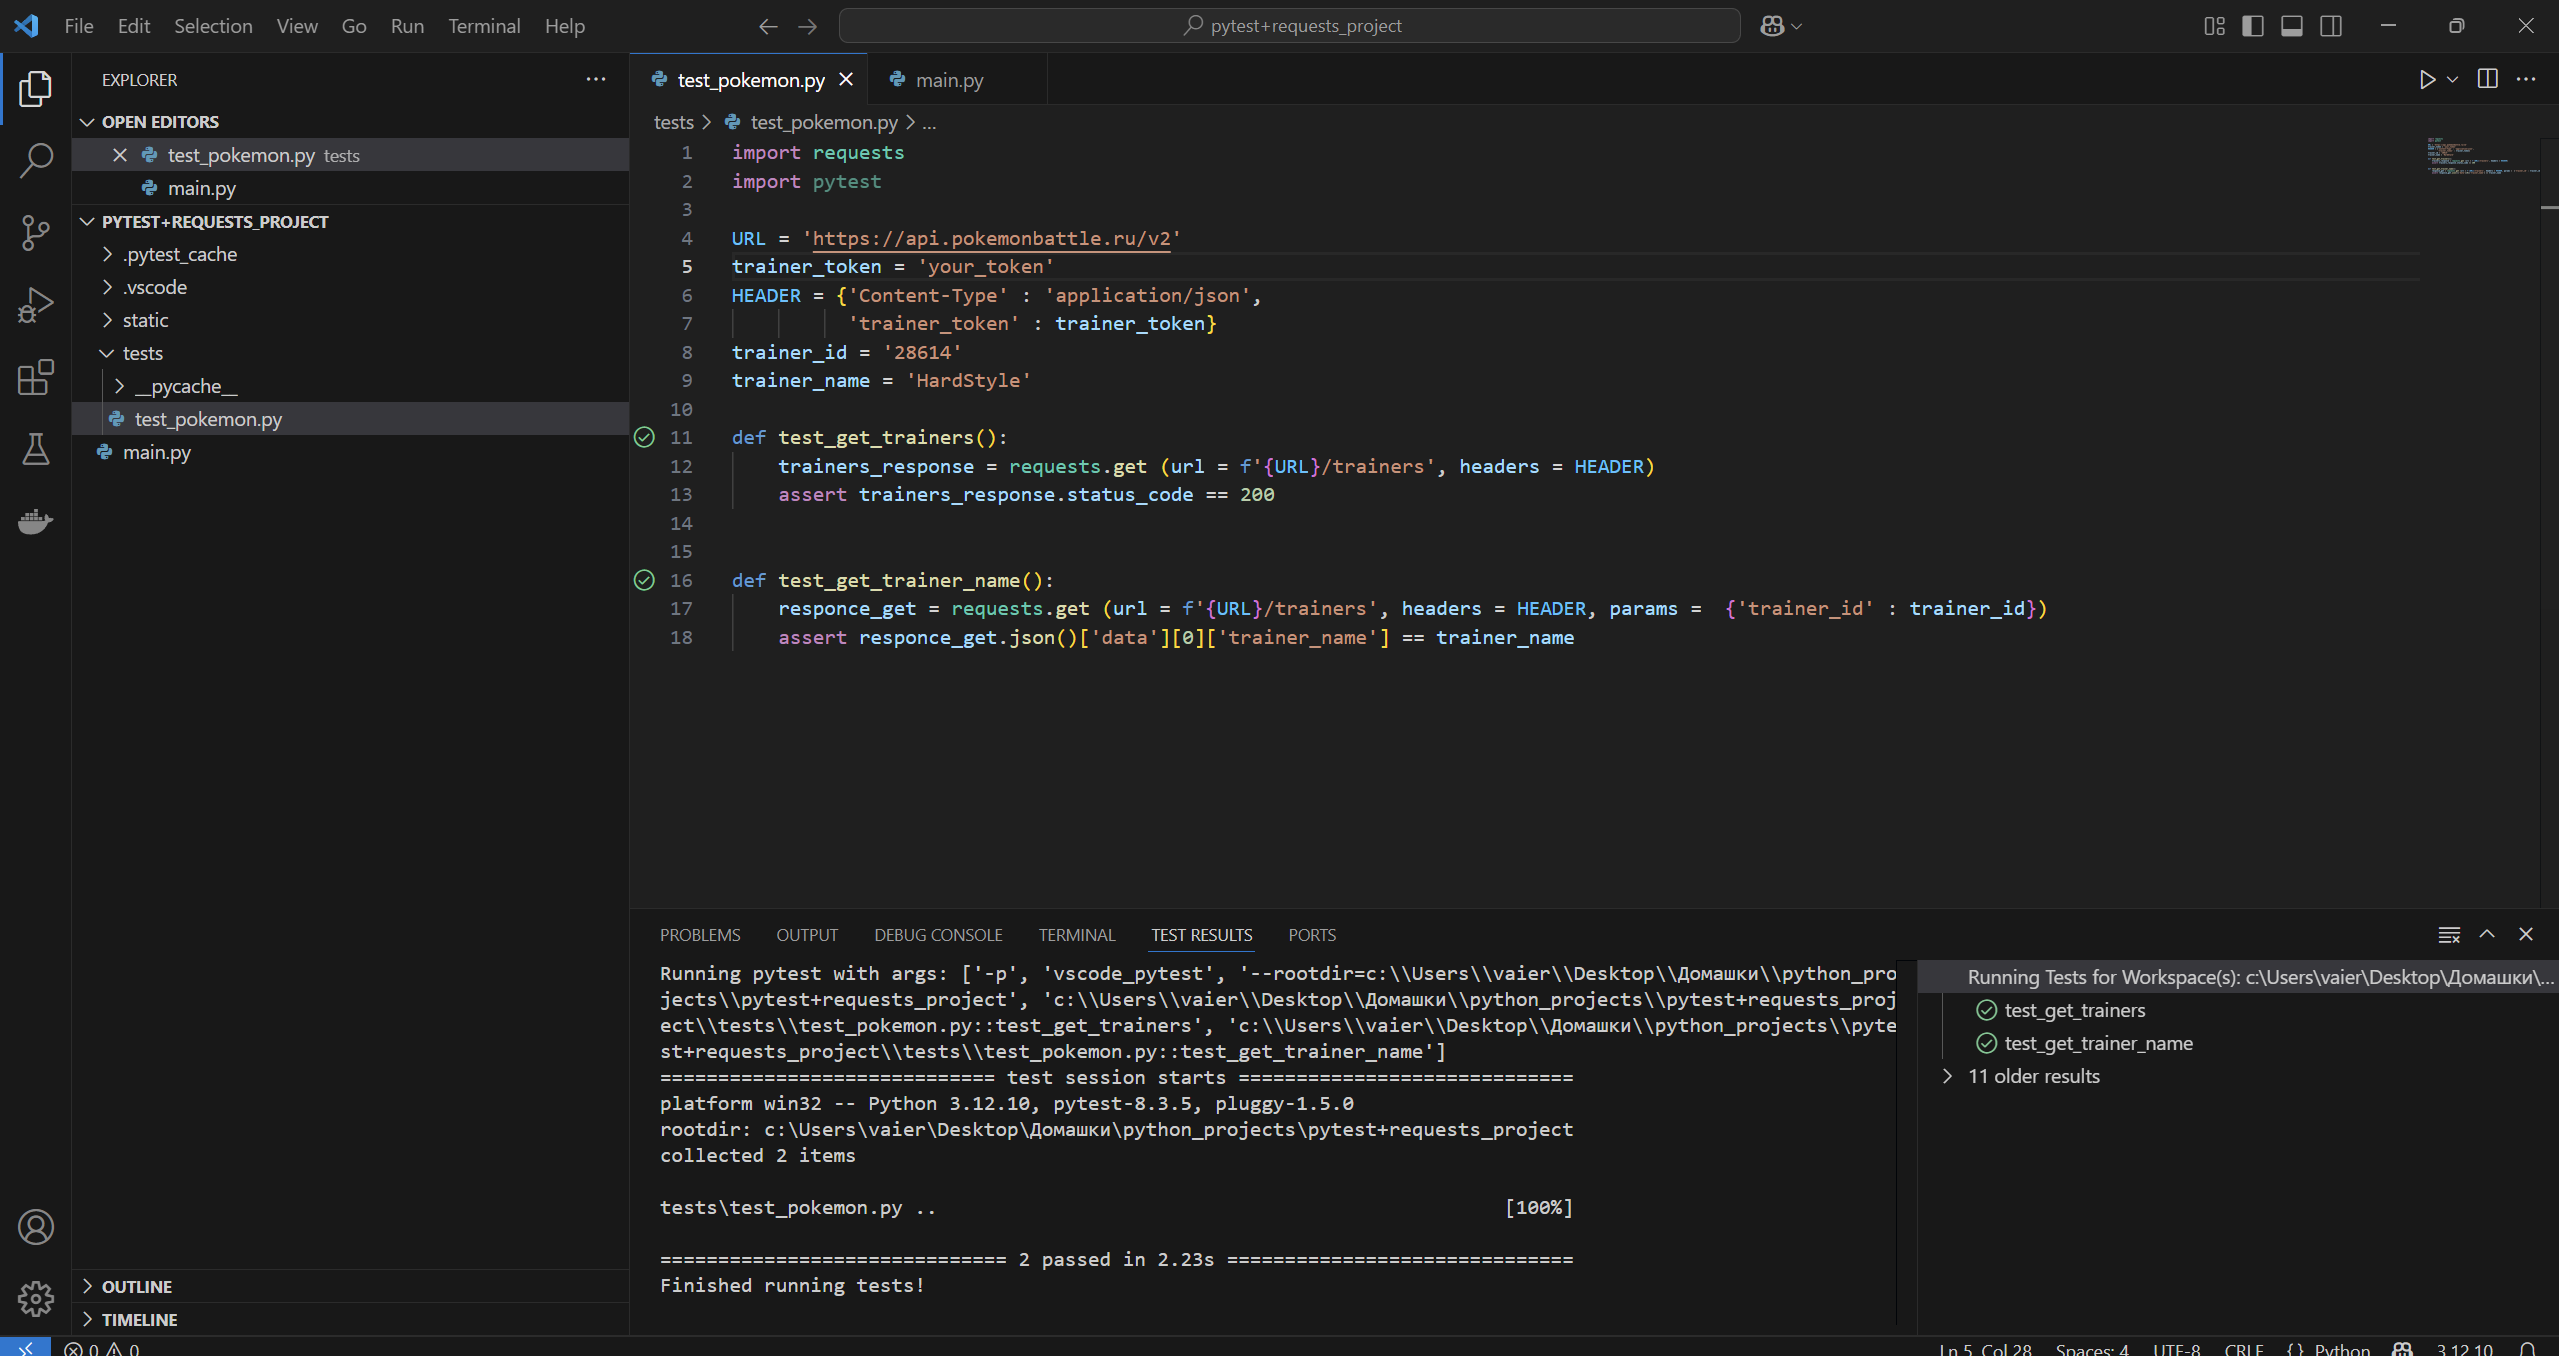 File Edit Selection View Go Run Terminal Help
pytest+requests_project
EXPLORER
OPEN EDITORS
test_pokemon.py tests
main.py
PYTEST+REQUESTS_PROJECT
.pytest_cache
.vscode
static
tests
__pycache__
test_pokemon.py
main.py
OUTLINE
TIMELINE
test_pokemon.py
main.py
tests > test_pokemon.py > ...
1 import requests
2 import pytest
3
4 URL = 'https://api.pokemonbattle.ru/v2'
5 trainer_token = 'your_token'
6 HEADER = {'Content-Type' : 'application/json',
7 'trainer_token' : trainer_token}
8 trainer_id = '28614'
9 trainer_name = 'HardStyle'
10
11 def test_get_trainers():
12 trainers_response = requests.get (url = f'{URL}/trainers', headers = HEADER)
13 assert trainers_response.status_code == 200
14
15
16 def test_get_trainer_name():
17 responce_get = requests.get (url = f'{URL}/trainers', headers = HEADER, params =  {'trainer_id' : trainer_id})
18 assert responce_get.json()['data'][0]['trainer_name'] == trainer_name
PROBLEMS OUTPUT DEBUG CONSOLE TERMINAL TEST RESULTS PORTS
Running pytest with args: ['-p', 'vscode_pytest', '--rootdir=c:\\Users\\vaier\\Desktop\\Домашки\\python_pro
jects\\pytest+requests_project', 'c:\\Users\\vaier\\Desktop\\Домашки\\python_projects\\pytest+requests_proj
ect\\tests\\test_pokemon.py::test_get_trainers', 'c:\\Users\\vaier\\Desktop\\Домашки\\python_projects\\pyte
st+requests_project\\tests\\test_pokemon.py::test_get_trainer_name']
============================= test session starts =============================
platform win32 -- Python 3.12.10, pytest-8.3.5, pluggy-1.5.0
rootdir: c:\Users\vaier\Desktop\Домашки\python_projects\pytest+requests_project
collected 2 items
tests\test_pokemon.py .. [100%]
============================== 2 passed in 2.23s ==============================
Finished running tests!
Running Tests for Workspace(s): c:\Users\vaier\Desktop\Домашки\...
test_get_trainers
test_get_trainer_name
11 older results
0 0
Ln 5, Col 28 Spaces: 4 UTF-8 CRLF {} Python 3.12.10